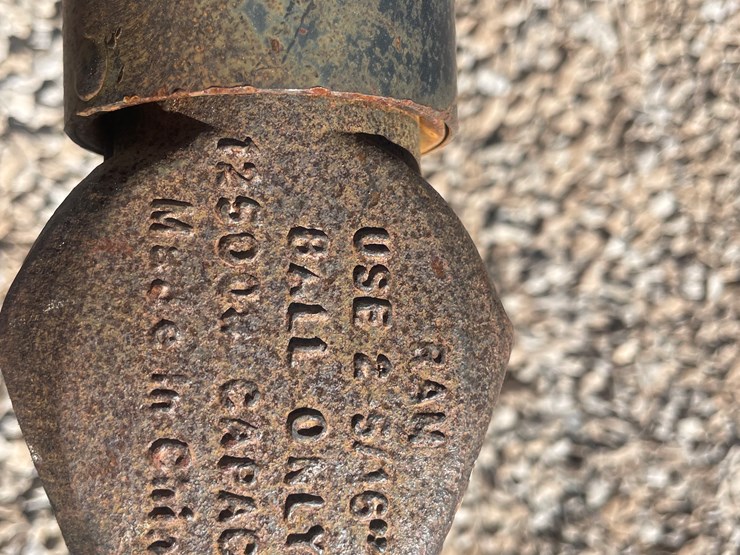 RAM
USE 2 5/16"
BALL ONLY
12500# CAPAC
Made In Chin